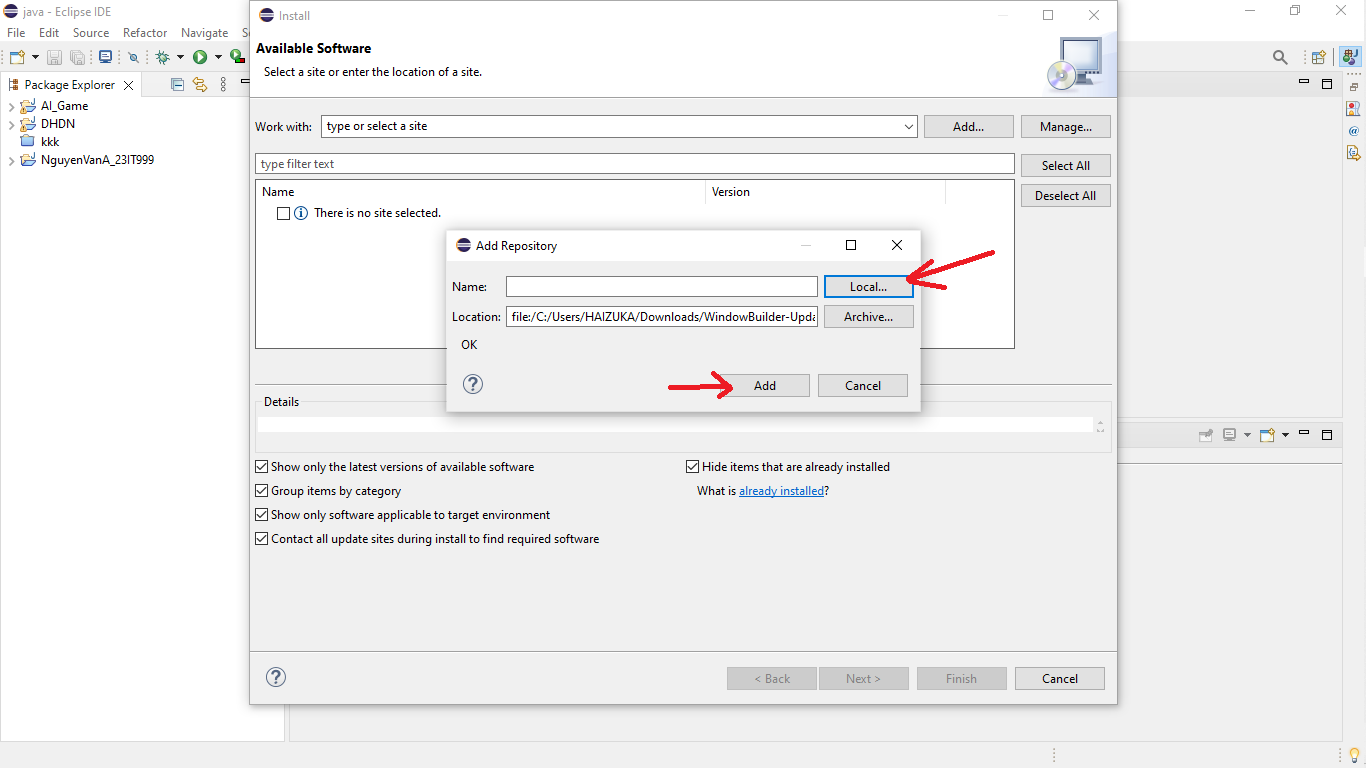 java - Eclipse IDE
File Edit Source Refactor Navigate
Package Explorer
AI_Game
DHDN
kkk
NguyenVanA_23IT999
Install
Available Software
Select a site or enter the location of a site.
Work with: type or select a site Add... Manage...
type filter text Select All
Name Version Deselect All
There is no site selected.
Add Repository
Name: Local...
Location: file:/C:/Users/HAIZUKA/Downloads/WindowBuilder-Upda Archive...
OK
Add Cancel
Details
Show only the latest versions of available software Hide items that are already installed
Group items by category What is already installed?
Show only software applicable to target environment
Contact all update sites during install to find required software
< Back Next > Finish Cancel